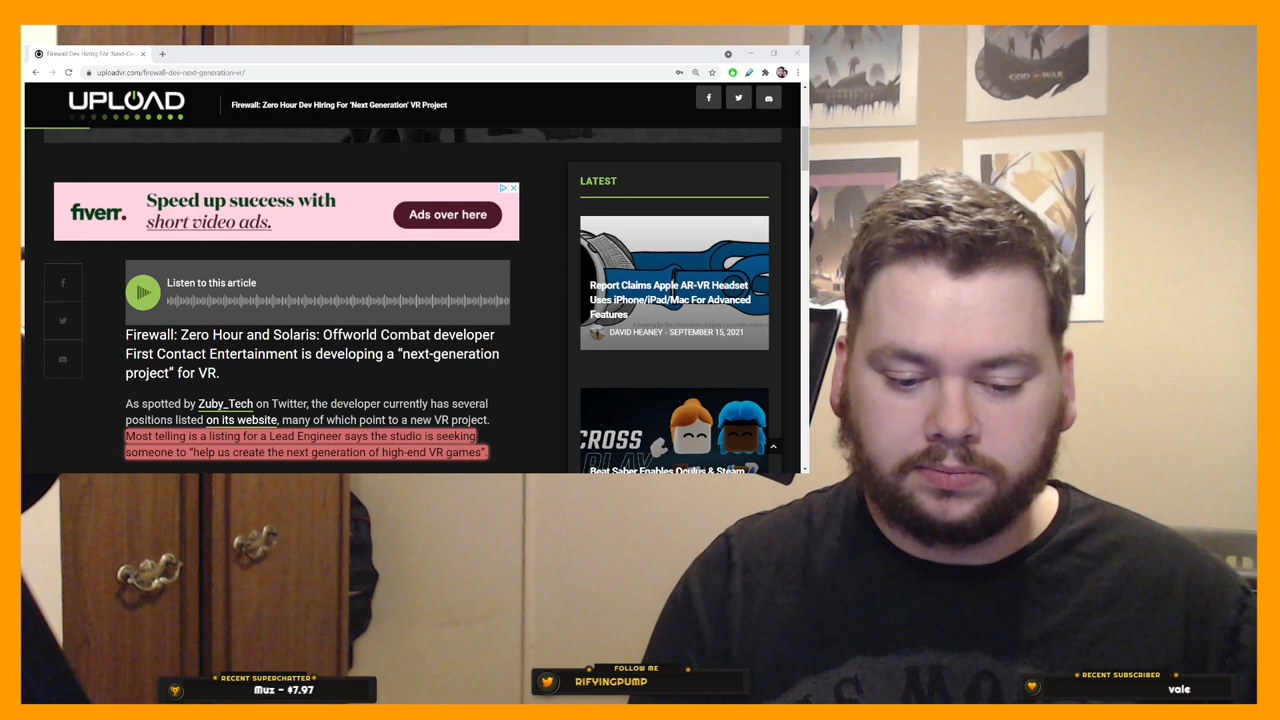 Firewall Dev Hiring For 'Next-Ge
uploadvr.com/firewall-dev-next-generation-vr/
UPLOAD
Firewall: Zero Hour Dev Hiring For 'Next Generation' VR Project
fiverr.
Speed up success with
short video ads.
Ads over here
Listen to this article
Firewall: Zero Hour and Solaris: Offworld Combat developer
First Contact Entertainment is developing a “next-generation
project” for VR.
As spotted by Zuby_Tech on Twitter, the developer currently has several
positions listed on its website, many of which point to a new VR project.
Most telling is a listing for a Lead Engineer says the studio is seeking
someone to “help us create the next generation of high-end VR games”.
LATEST
Report Claims Apple AR-VR Headset
Uses iPhone/iPad/Mac For Advanced
Features
DAVID HEANEY - SEPTEMBER 15, 2021
CROSS
PLAY
Beat Saber Enables Oculus & Steam
GOD OF WAR
RECENT SUPERCHATTER
Muz - $7.97
FOLLOW ME
RIFYINGPUMP
RECENT SUBSCRIBER
vale